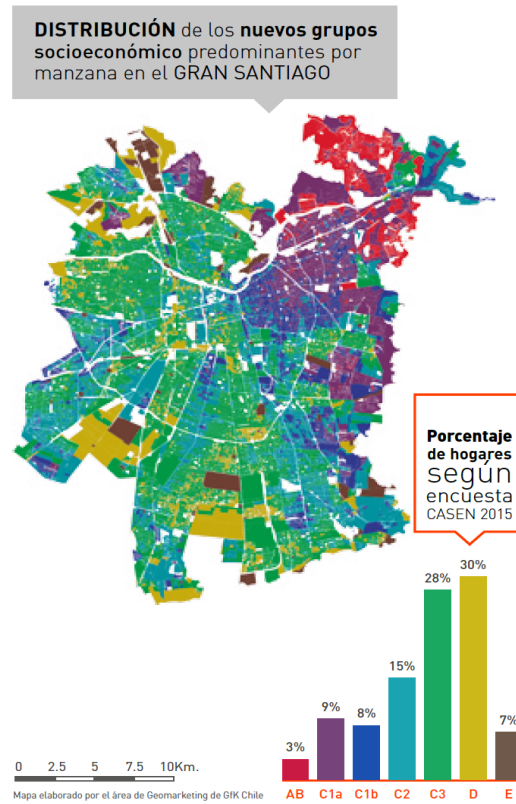 DISTRIBUCIÓN de los nuevos grupos
socioeconómico predominantes por
manzana en el GRAN SANTIAGO
Porcentaje
de hogares
según
encuesta
CASEN 2015
30%
28%
15%
9%
8%
7%
3%
0 2.5 5 7.5 10Km.
AB C1a C1b C2 C3 D E
Mapa elaborado por el área de Geomarketing de GfK Chile